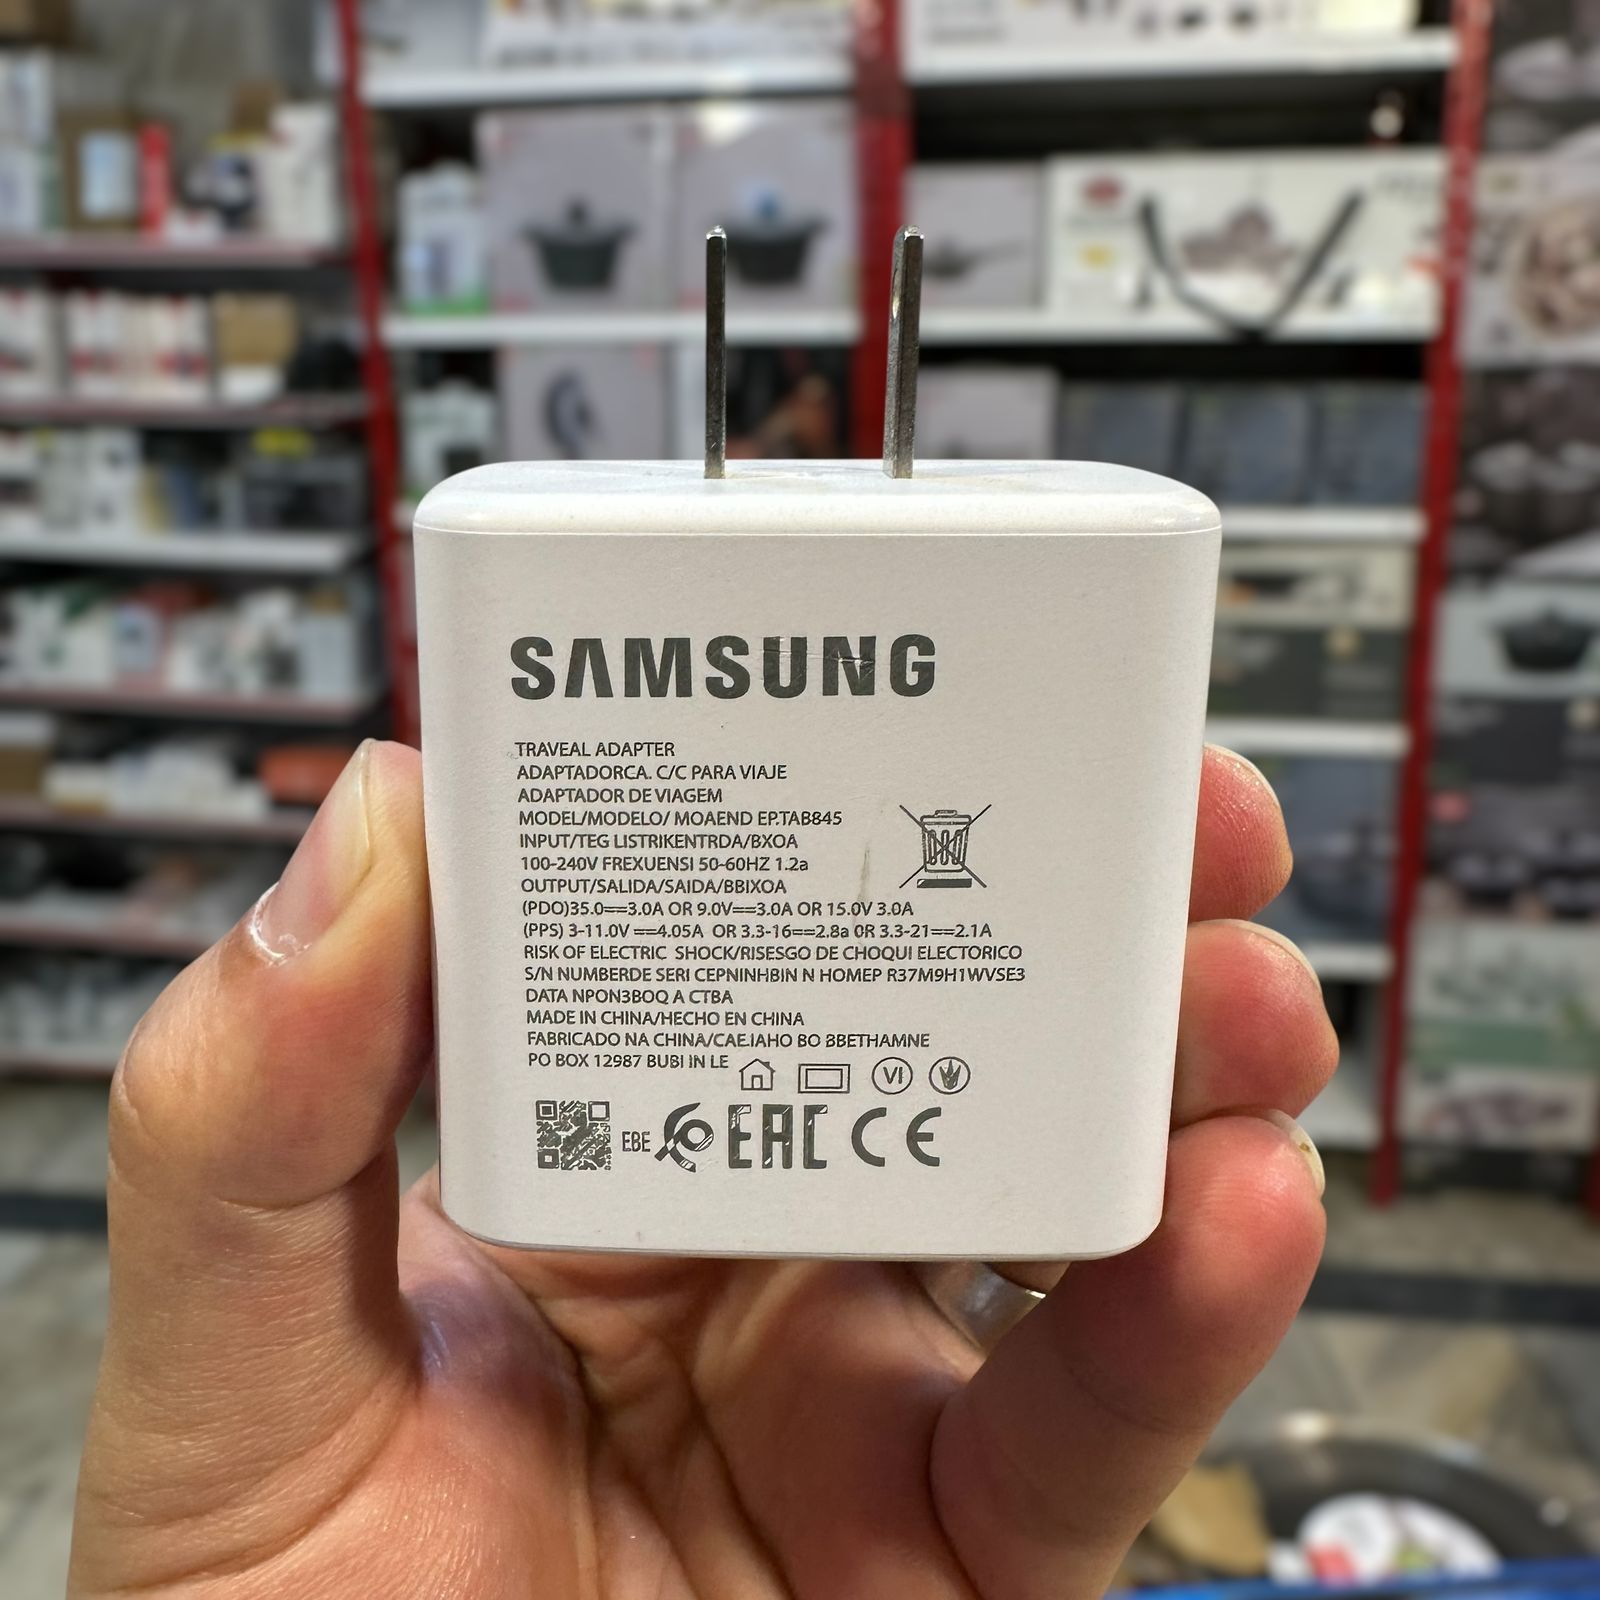 SAMSUNG
TRAVEAL ADAPTER
ADAPTADORCA. C/C PARA VIAJE
ADAPTADOR DE VIAGEM
MODEL/MODELO/ MOAEND EP.TAB845
INPUT/TEG LISTRIKENTRDA/BXOA
100-240V FREXUENSI 50-60HZ 1.2a
OUTPUT/SALIDA/SAIDA/BBIXOA
(PDO)35.0==3.0A OR 9.0V==3.0A OR 15.0V 3.0A
(PPS) 3-11.0V ==4.05A OR 3.3-16==2.8a 0R 3.3-21==2.1A
RISK OF ELECTRIC SHOCK/RISESGO DE CHOQUI ELECTORICO
S/N NUMBERDE SERI CEPNINHBIN N HOMEP R37M9H1WVSE3
DATA NPON3BOQ A CTBA
MADE IN CHINA/HECHO EN CHINA
FABRICADO NA CHINA/CAEJAHO BO BBETHAMNE
PO BOX 12987 BUBI IN LE
VI
EBE EAC CE